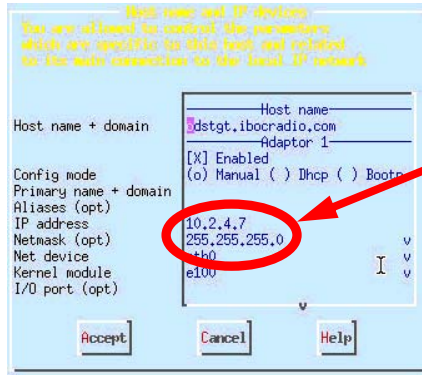 Host name and IP devices
You are allowed to control the parameters
which are specific to this host and related
to its main connection to the local IP network
Host name
Host name + domain dstgt.ibocradio.com
Adaptor 1
[X] Enabled
Config mode (o) Manual ( ) Dhcp ( ) Bootp
Primary name + domain
Aliases (opt)
IP address 10.2.4.7
Netmask (opt) 255.255.255.0 v
Net device eth0 v
Kernel module e100 v
I/O port (opt)
v
Accept Cancel Help